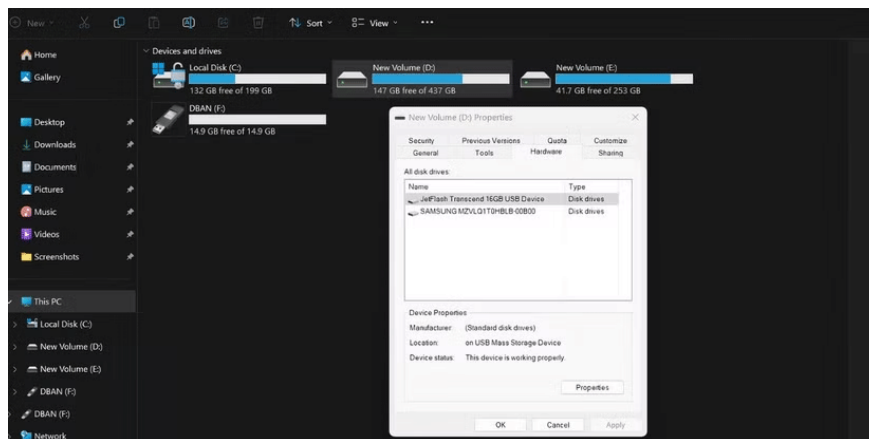 New
Sort
View
Home
Gallery
Desktop
Downloads
Documents
Pictures
Music
Videos
Screenshots
This PC
Local Disk (C:)
New Volume (D:)
New Volume (E:)
DBAN (F:)
DBAN (F:)
Network
Devices and drives
Local Disk (C:)
132 GB free of 199 GB
New Volume (D:)
147 GB free of 437 GB
New Volume (E:)
41.7 GB free of 253 GB
DBAN (F:)
14.9 GB free of 14.9 GB
New Volume (D:) Properties
Security Previous Versions Quota Customize
General Tools Hardware Sharing
All disk drives:
Name Type
JetFlash Transcend 16GB USB Device Disk drives
SAMSUNG MZVLQ1T0HBLB-00B00 Disk drives
Device Properties
Manufacturer: (Standard disk drives)
Location: on USB Mass Storage Device
Device status: This device is working properly.
Properties
OK Cancel Apply